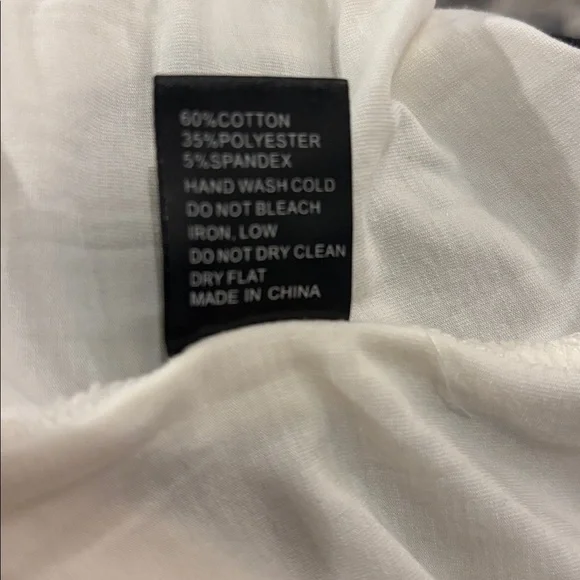 60%COTTON
35%POLYESTER
5%SPANDEX
HAND WASH COLD
DO NOT BLEACH
IRON, LOW
DO NOT DRY CLEAN
DRY FLAT
MADE IN CHINA